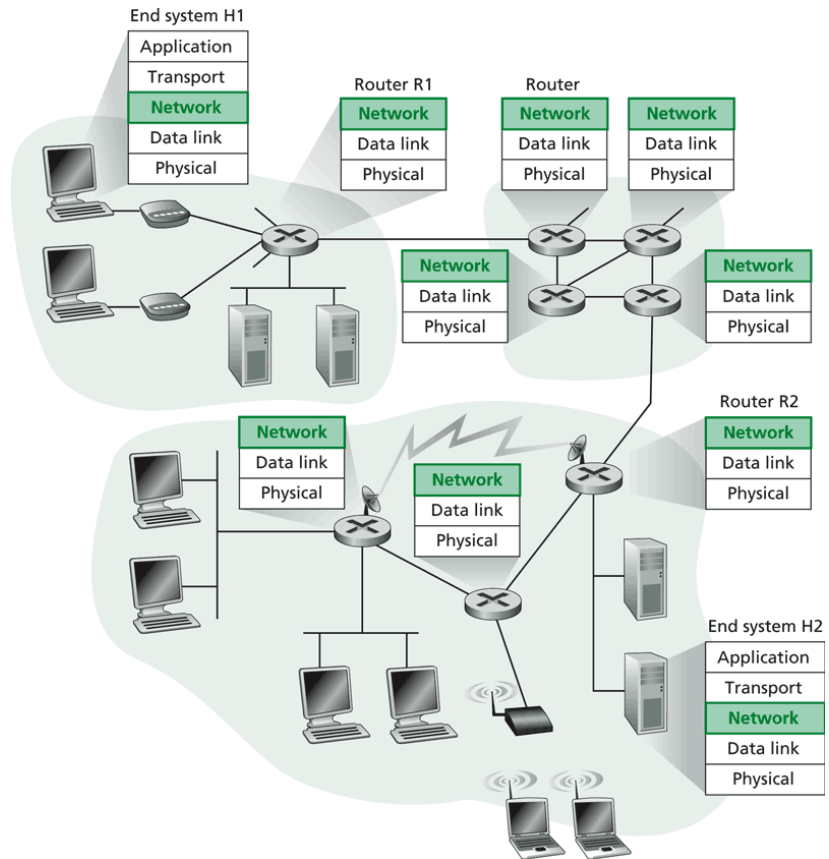 End system H1
Application
Transport
Network
Data link
Physical
Router R1
Network
Data link
Physical
Router
Network
Data link
Physical
Network
Data link
Physical
Network
Data link
Physical
Network
Data link
Physical
Router R2
Network
Data link
Physical
Network
Data link
Physical
Network
Data link
Physical
End system H2
Application
Transport
Network
Data link
Physical